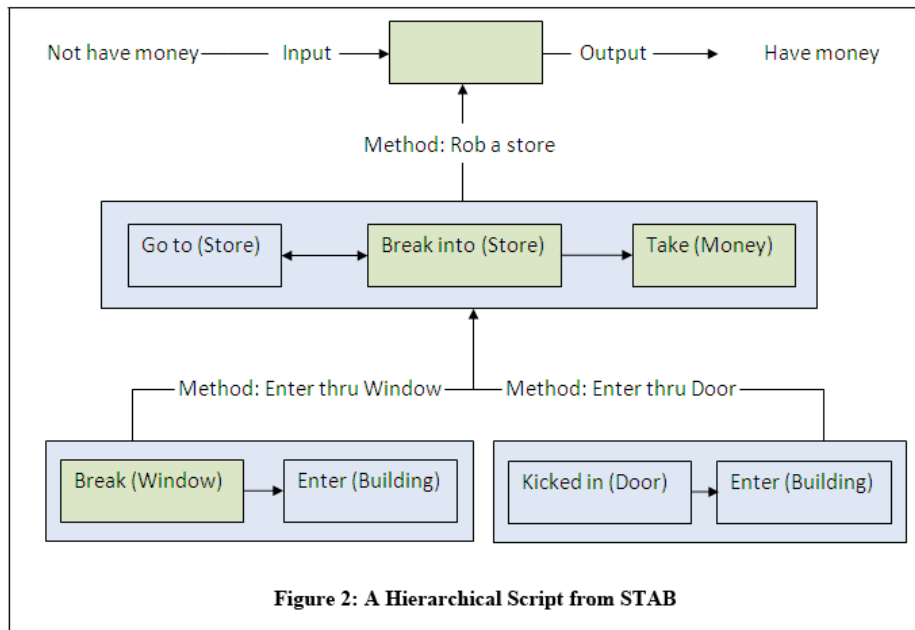 Not have money Input Output Have money
Method: Rob a store
Go to (Store) Break into (Store) Take (Money)
Method: Enter thru Window Method: Enter thru Door
Break (Window) Enter (Building) Kicked in (Door) Enter (Building)
Figure 2: A Hierarchical Script from STAB